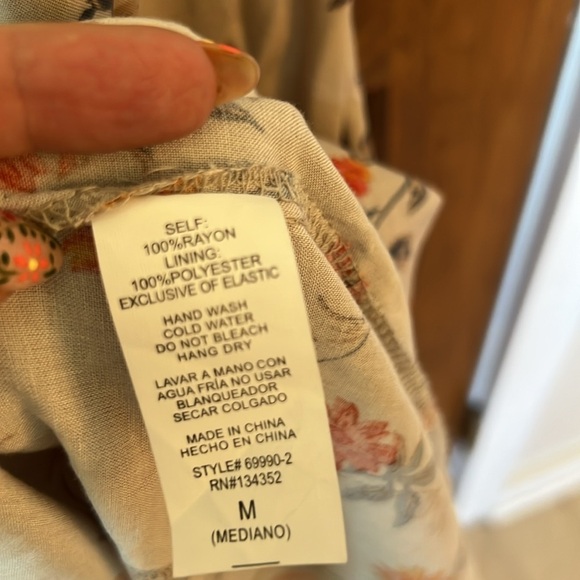 SELF:
100%RAYON
LINING:
100%POLYESTER
EXCLUSIVE OF ELASTIC
HAND WASH
COLD WATER
DO NOT BLEACH
HANG DRY
LAVAR A MANO CON
AGUA FRÍA NO USAR
BLANQUEADOR
SECAR COLGADO
MADE IN CHINA
HECHO EN CHINA
STYLE# 69990-2
RN#134352
M
(MEDIANO)